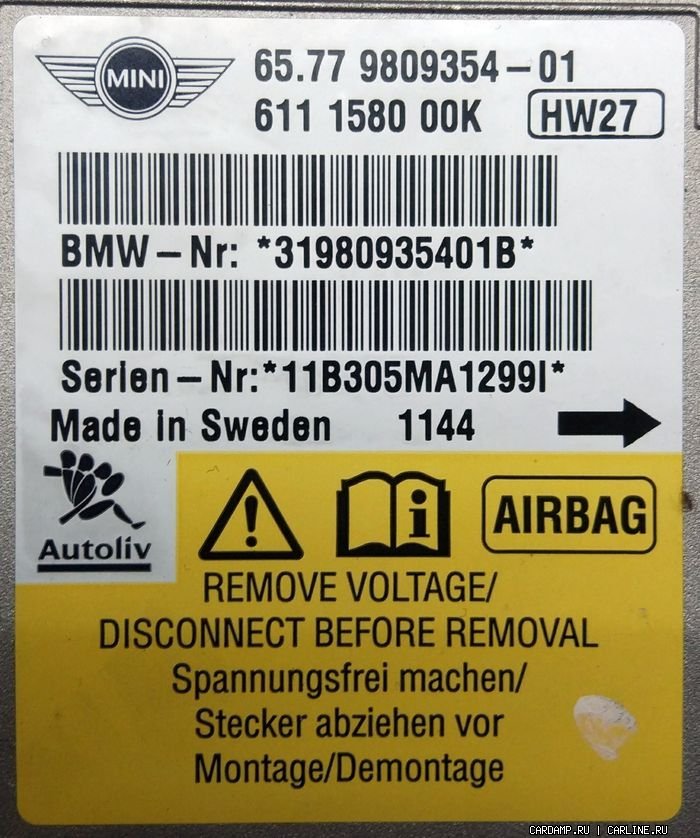 MINI
65.77 9809354-01
611 1580 00K HW27
BMW-Nr: *31980935401B*
Serien-Nr:*11B305MA1299I*
Made in Sweden 1144
Autoliv
AIRBAG
REMOVE VOLTAGE/
DISCONNECT BEFORE REMOVAL
Spannungsfrei machen/
Stecker abziehen vor
Montage/Demontage
CARDAMP.RU | CARLINE.RU